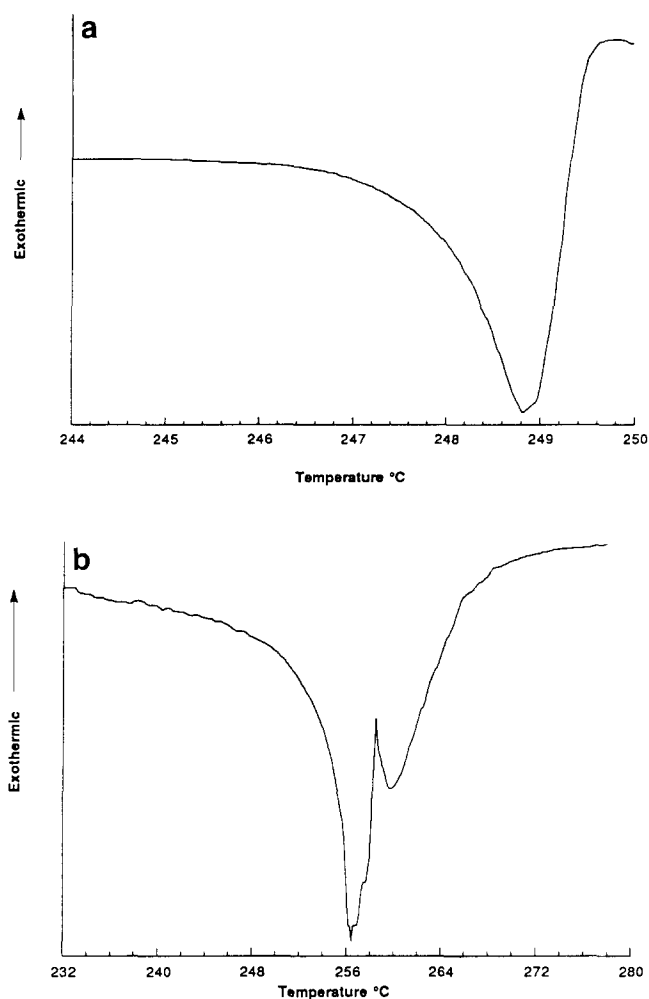 a
Exothermic
244 245 246 247 248 249 250
Temperature °C
b
Exothermic
232 240 248 256 264 272 280
Temperature °C